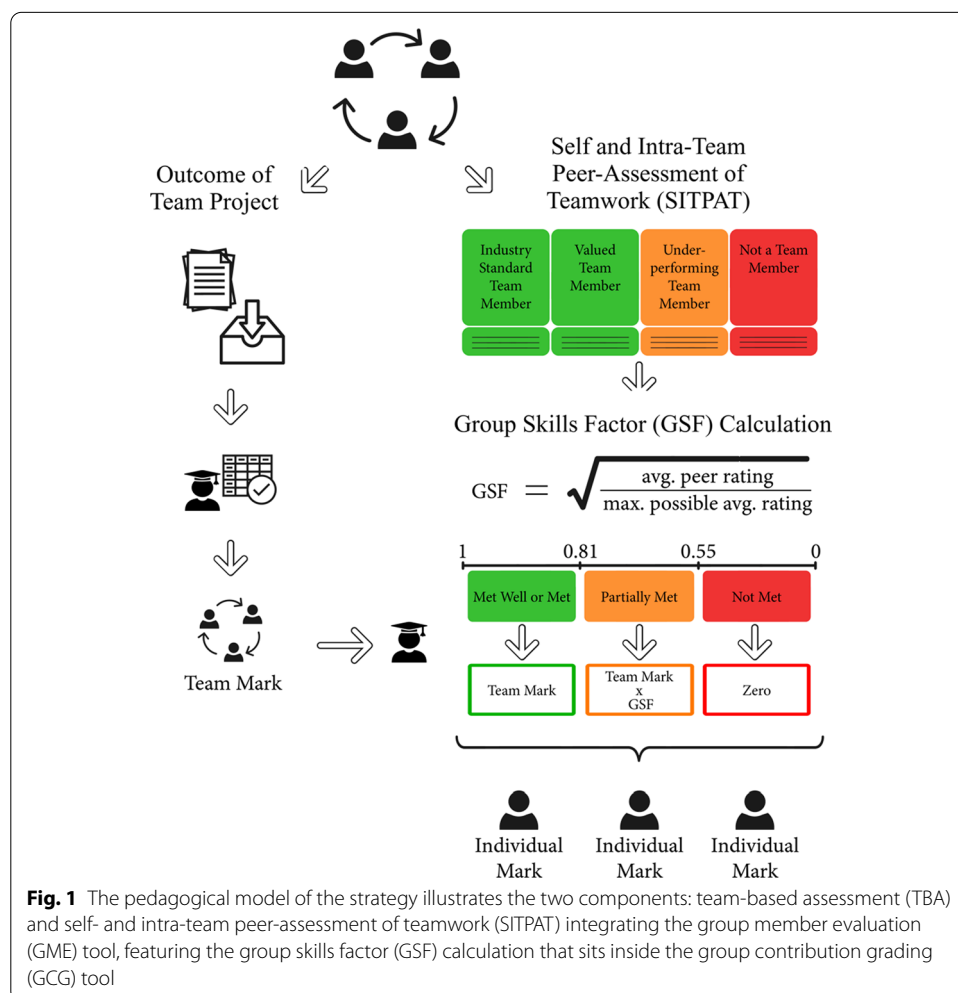 Outcome of
Team Project
Self and Intra-Team
Peer-Assessment of
Teamwork (SITPAT)
Industry
Standard
Team
Member
Valued
Team
Member
Under-
performing
Team
Member
Not a Team
Member
Group Skills Factor (GSF) Calculation
GSF = √ avg. peer rating
max. possible avg. rating
1 0.81 0.55 0
Met Well or Met
Partially Met
Not Met
Team Mark
Team Mark
x
GSF
Zero
Team Mark
Individual
Mark
Individual
Mark
Individual
Mark
Fig. 1 The pedagogical model of the strategy illustrates the two components: team-based assessment (TBA)
and self- and intra-team peer-assessment of teamwork (SITPAT) integrating the group member evaluation
(GME) tool, featuring the group skills factor (GSF) calculation that sits inside the group contribution grading
(GCG) tool